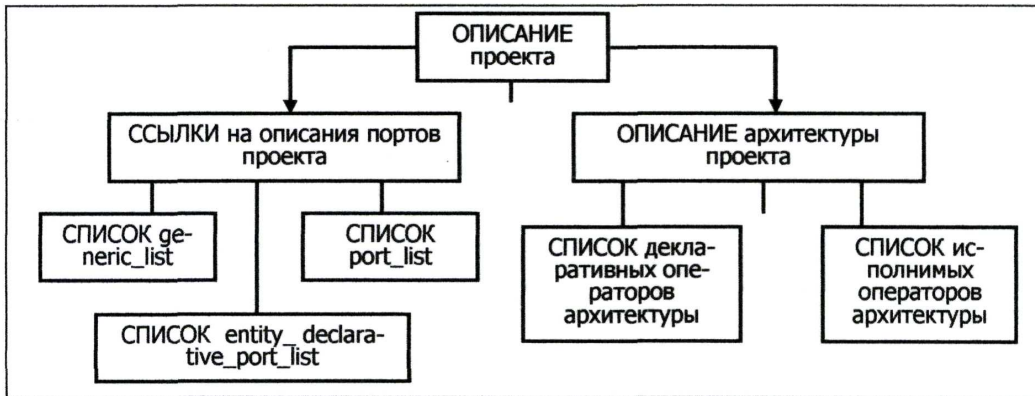 ОПИСАНИЕ
проекта
ССЫЛКИ на описания портов
проекта
ОПИСАНИЕ архитектуры
проекта
СПИСОК ge-
neric_list
СПИСОК
port_list
СПИСОК entity_ declara-
tive_port_list
СПИСОК декла-
ративных опе-
раторов
архитектуры
СПИСОК ис-
полнимых
операторов
архитектуры